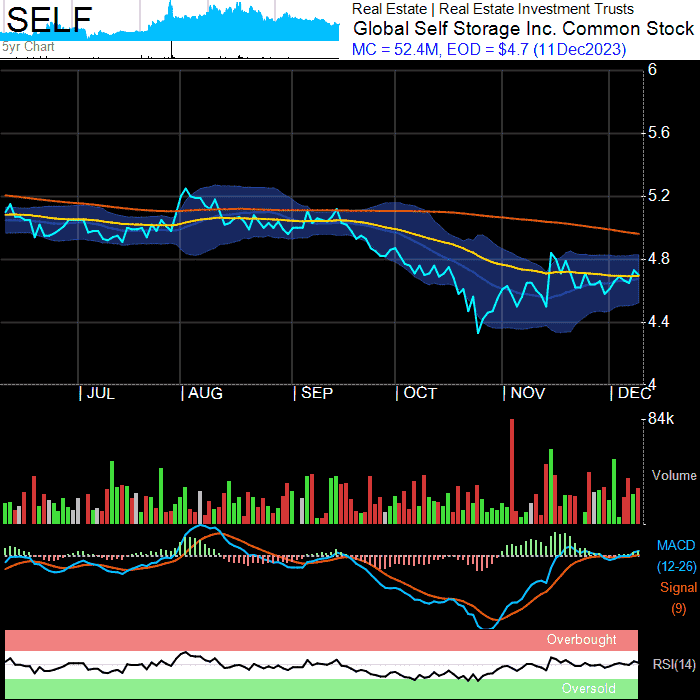 SELF
5yr Chart
Real Estate | Real Estate Investment Trusts
Global Self Storage Inc. Common Stock
MC = 52.4M, EOD = $4.7 (11Dec2023)
6
5.6
5.2
4.8
4.4
4
| JUL | AUG | SEP | OCT | NOV | DEC
84k
Volume
MACD
(12-26)
Signal
(9)
Overbought
RSI(14)
Oversold